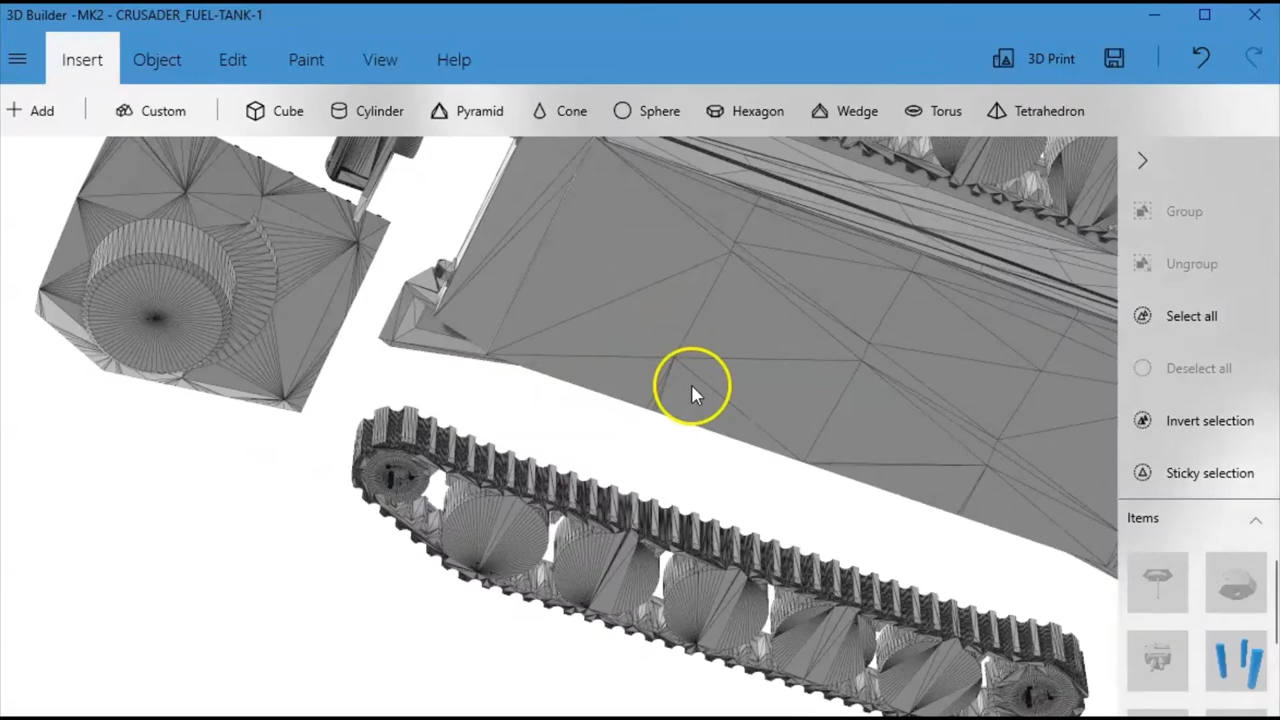 3D Builder -MK2 - CRUSADER_FUEL-TANK-1
Insert Object Edit Paint View Help 3D Print
Add Custom Cube Cylinder Pyramid Cone Sphere Hexagon Wedge Torus Tetrahedron
Group
Ungroup
Select all
Deselect all
Invert selection
Sticky selection
Items